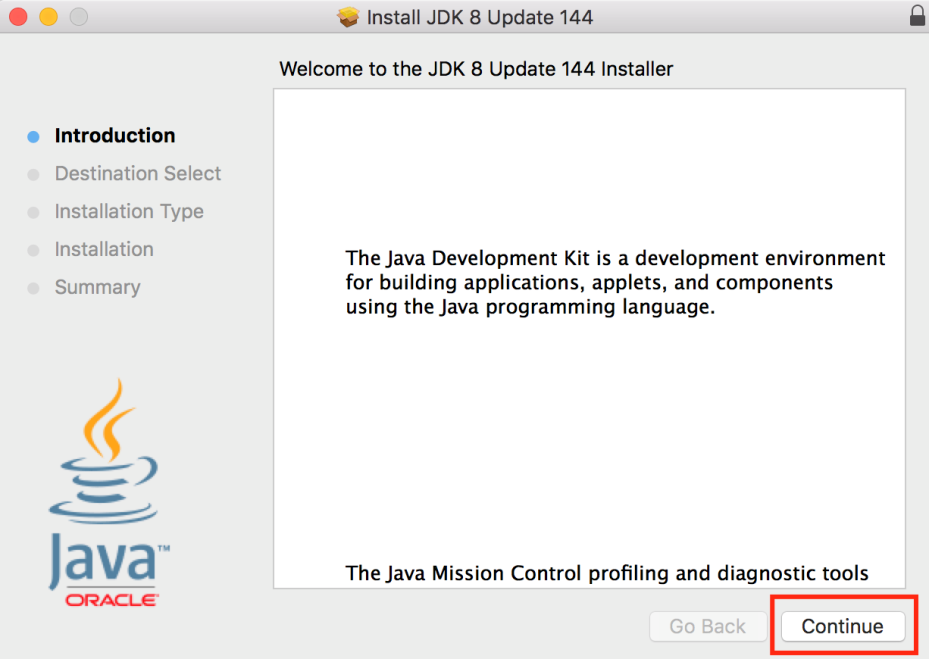 Install JDK 8 Update 144
Welcome to the JDK 8 Update 144 Installer
Introduction
Destination Select
Installation Type
Installation
Summary
The Java Development Kit is a development environment
for building applications, applets, and components
using the Java programming language.
The Java Mission Control profiling and diagnostic tools
Java™
ORACLE®
Go Back
Continue